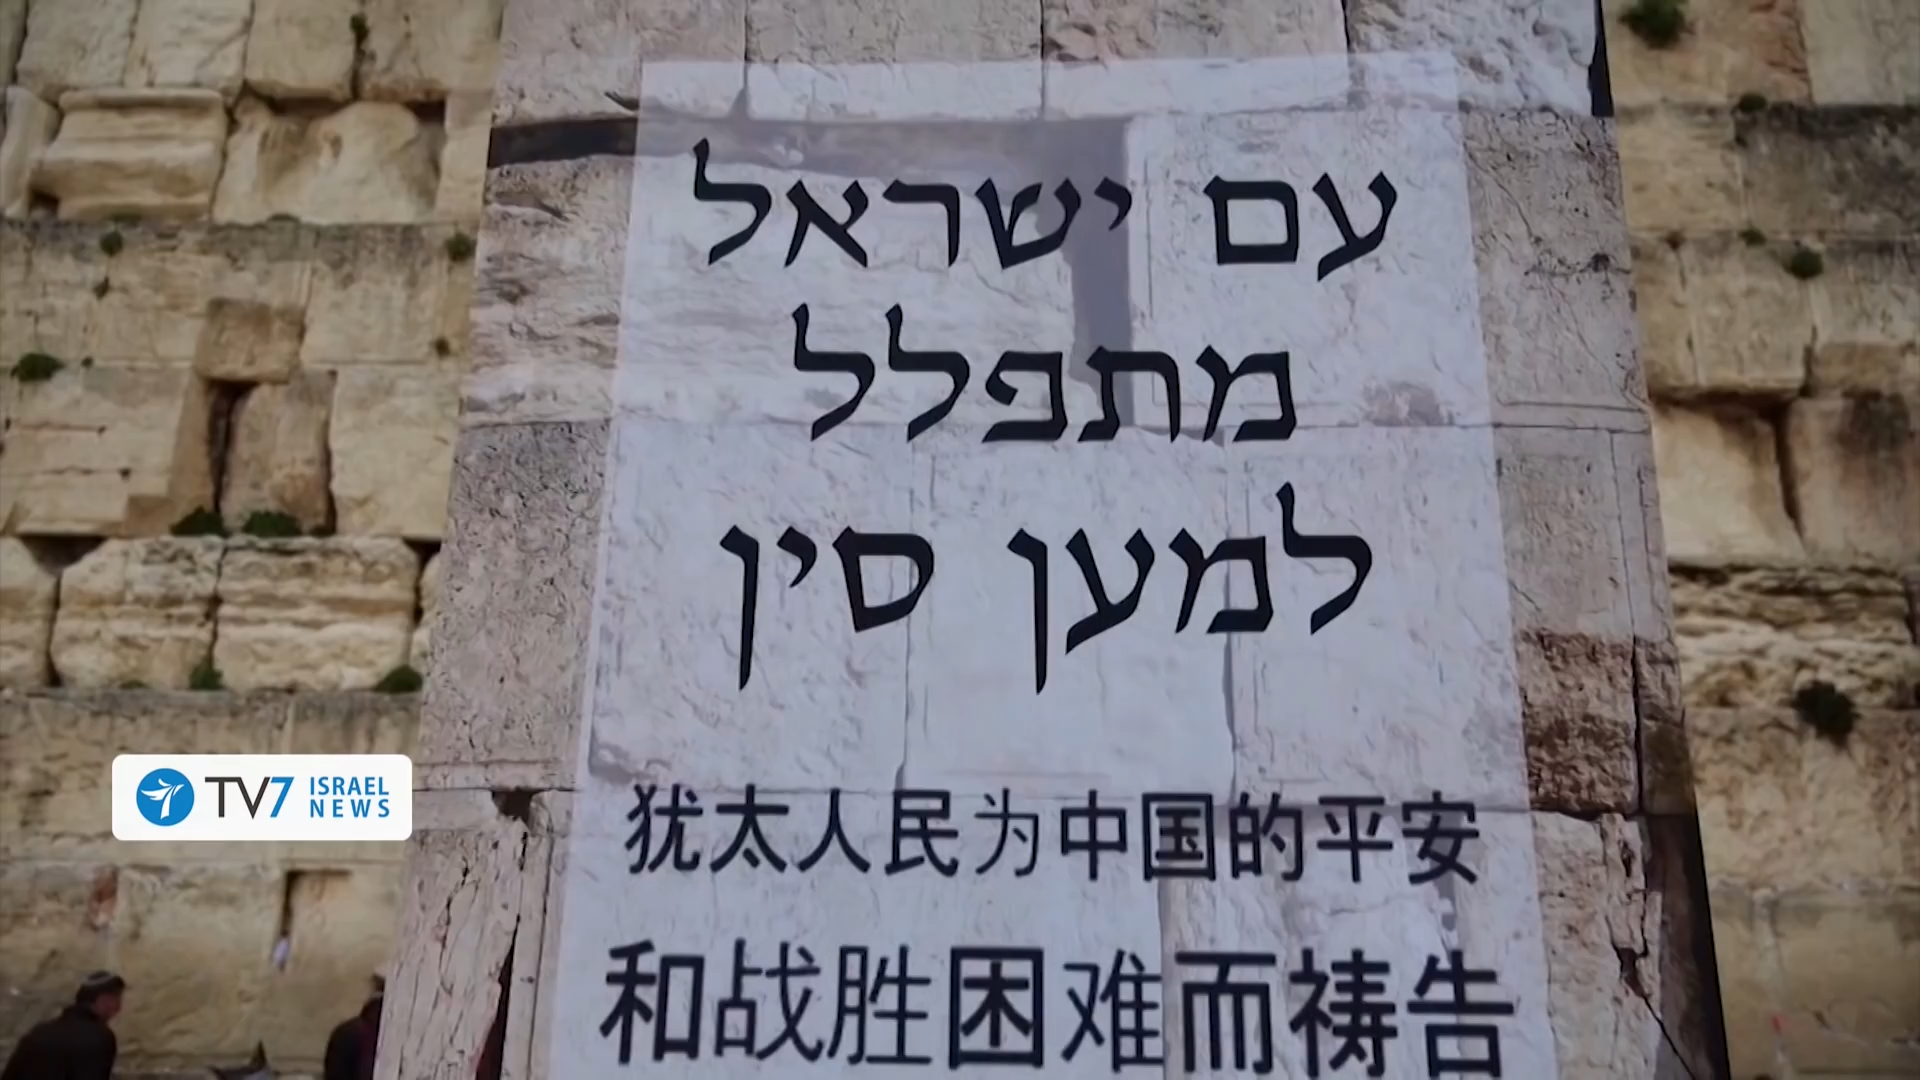 עם ישראל
מתפלל
למען סין
犹太人民为中国的平安
和战胜困难而祷告
TV7 ISRAEL NEWS